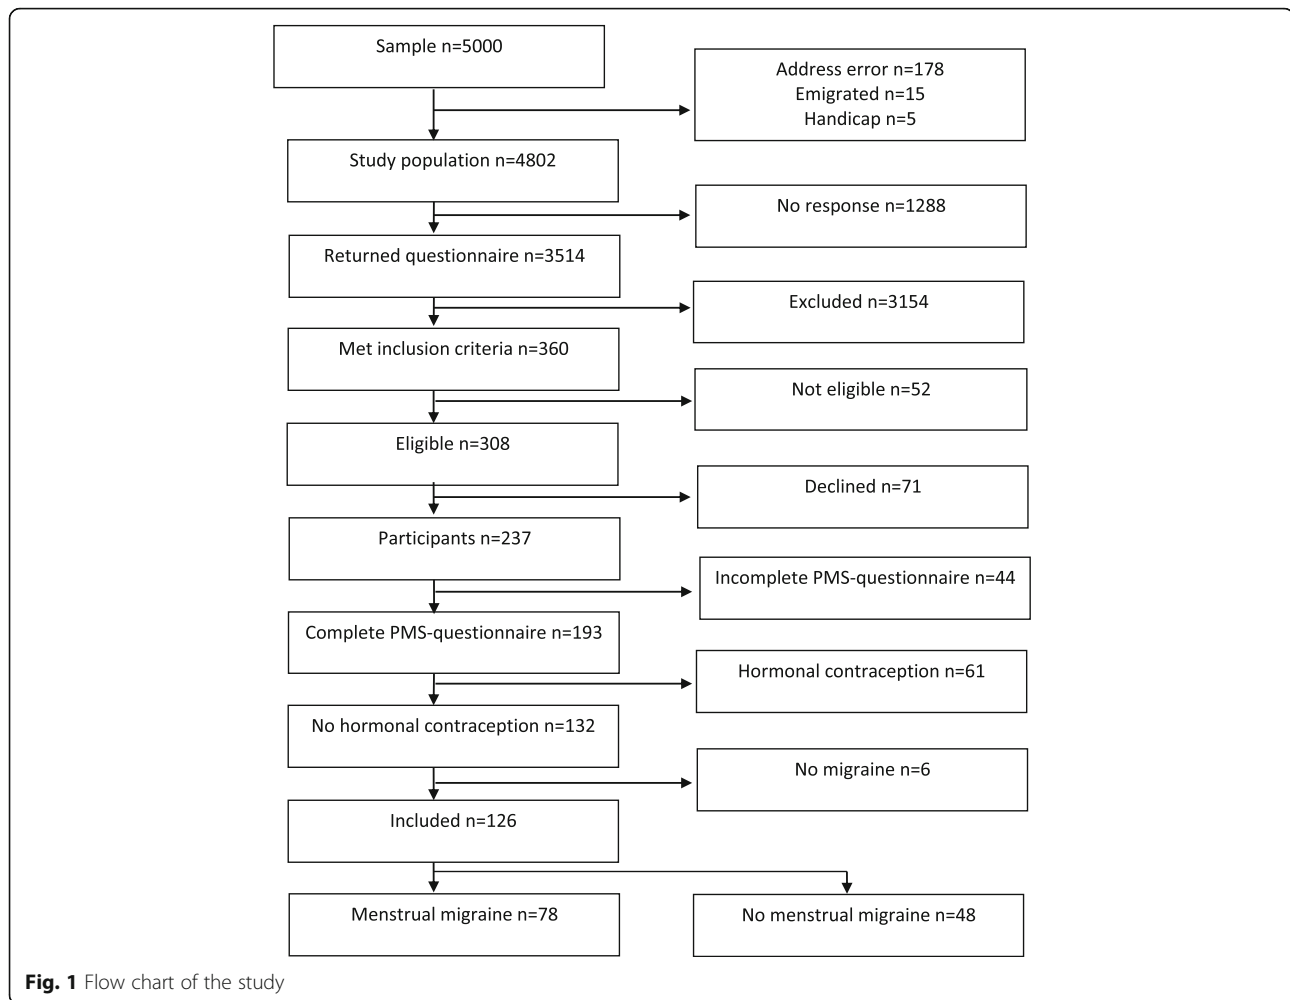 Sample n=5000
Address error n=178
Emigrated n=15
Handicap n=5
Study population n=4802
No response n=1288
Returned questionnaire n=3514
Excluded n=3154
Met inclusion criteria n=360
Not eligible n=52
Eligible n=308
Declined n=71
Participants n=237
Incomplete PMS-questionnaire n=44
Complete PMS-questionnaire n=193
Hormonal contraception n=61
No hormonal contraception n=132
No migraine n=6
Included n=126
Menstrual migraine n=78
No menstrual migraine n=48
Fig. 1 Flow chart of the study